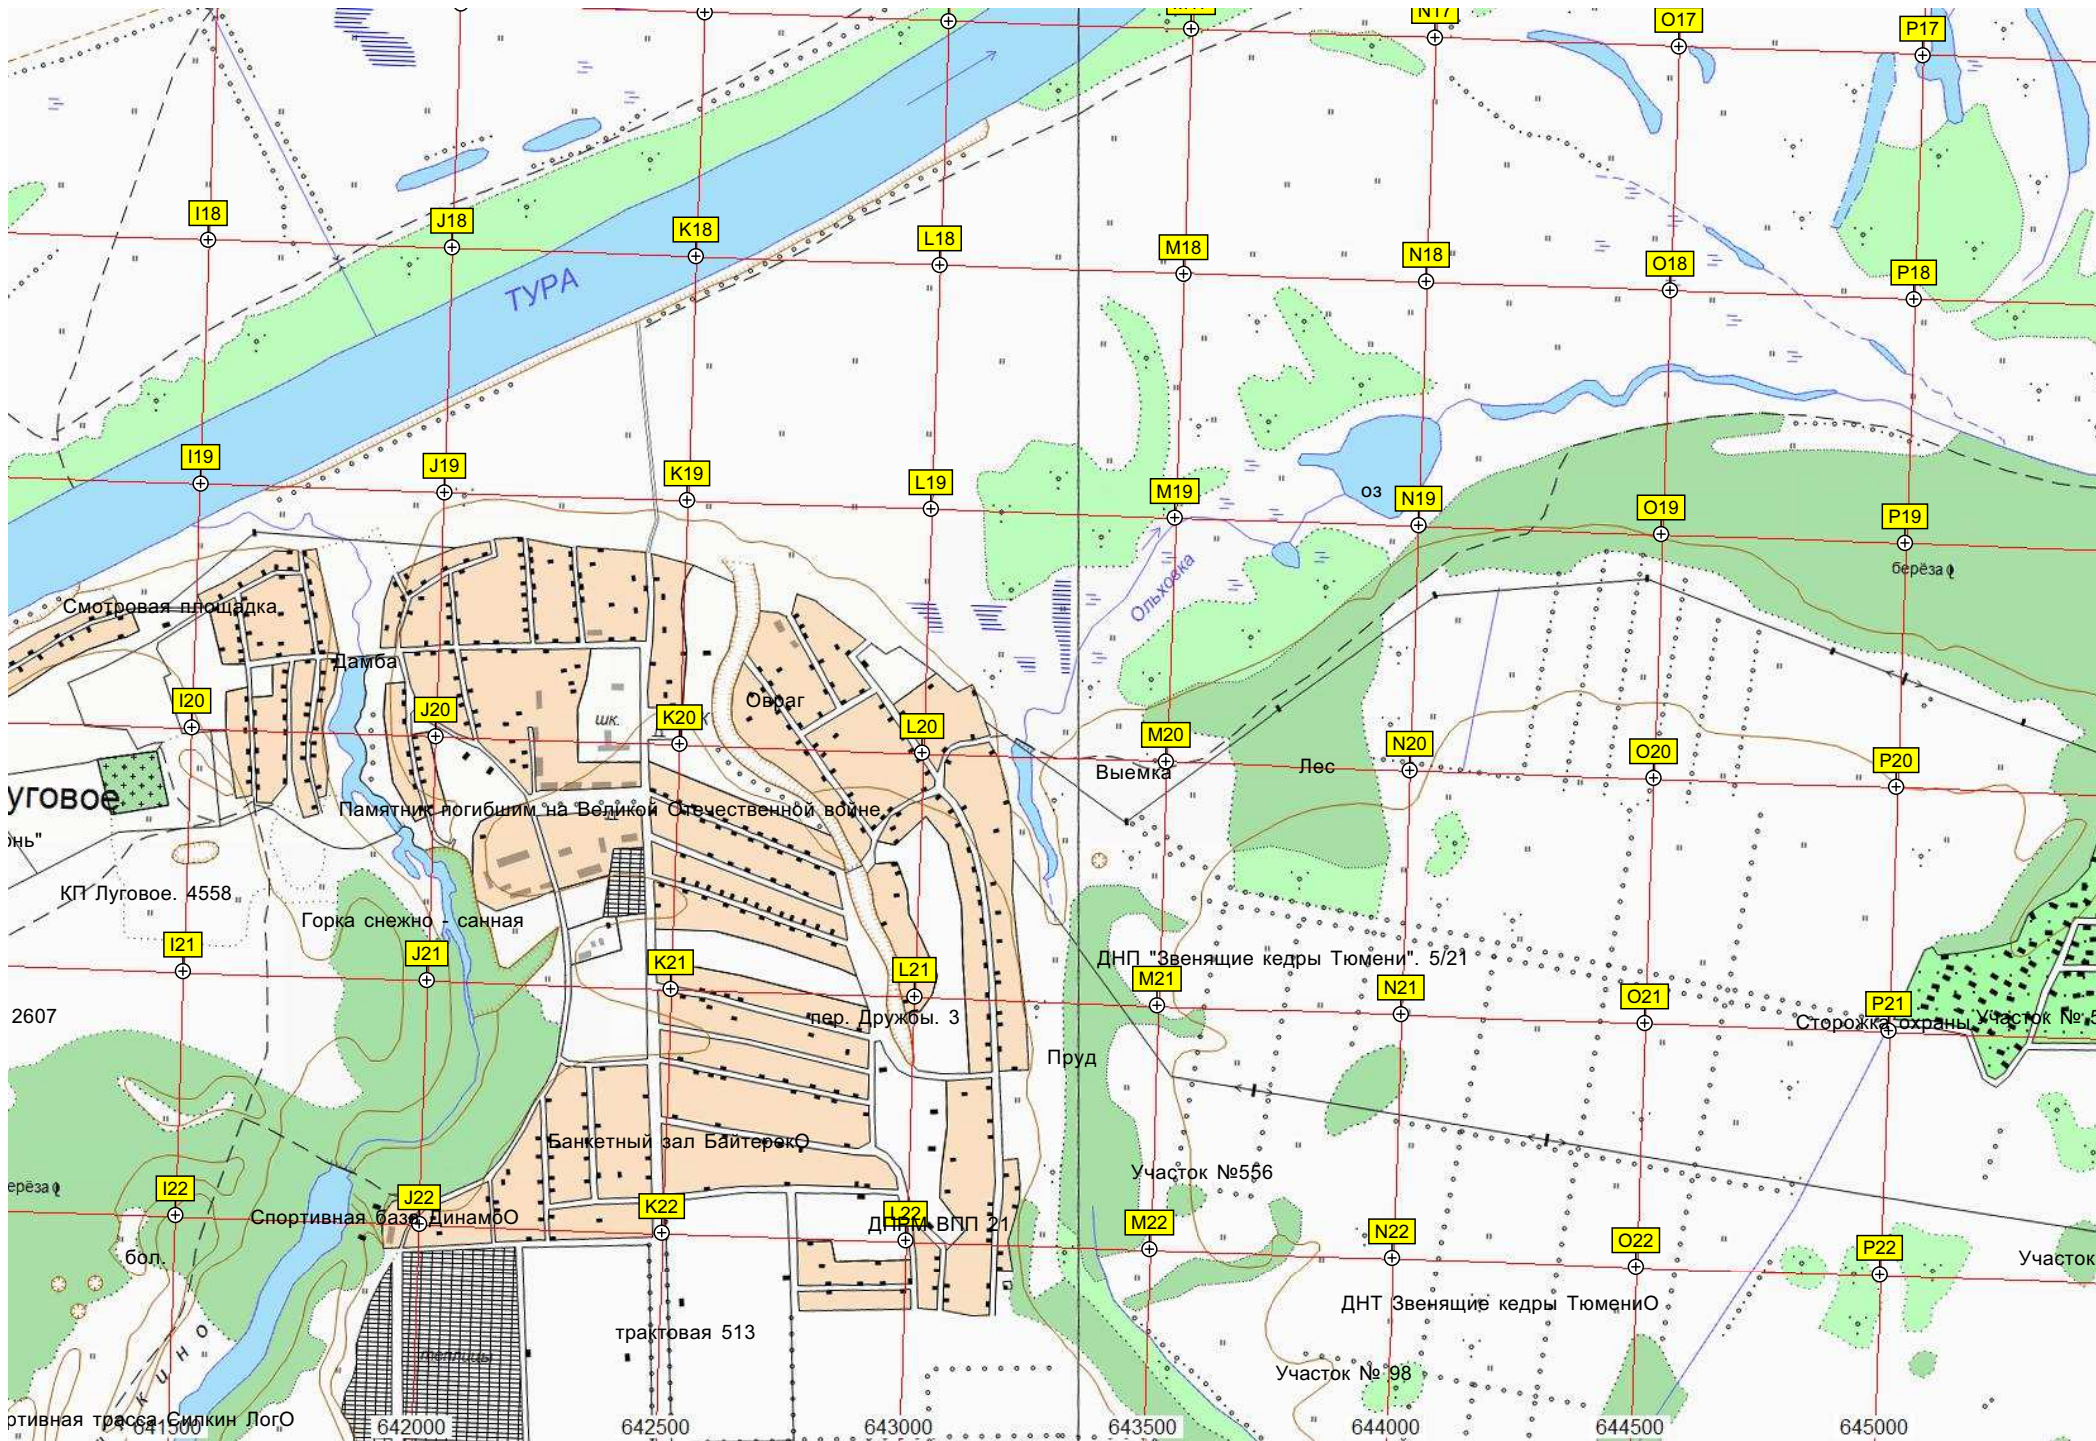 N17
O17
P17
I18
J18
K18
L18
M18
N18
O18
P18
ТУРА
I19
J19
K19
L19
M19
оз
N19
O19
P19
берёза
Ольховка
Смотровая площадка
Дамба
Овраг
I20
J20
шк.
K20
L20
M20
N20
O20
P20
Выемка
Лес
уговое
Памятник погибшим на Великой Отечественной войне
онь"
КП Луговое. 4558
Горка снежно - санная
I21
J21
K21
L21
ДНП "Звенящие кедры Тюмени". 5/21
M21
N21
O21
P21
2607
пер. Дружбы. 3
Сторожка охраны
Участок № 5
Пруд
Банкетный зал БайтерекО
Участок №556
ерёза
I22
J22
K22
L22
M22
N22
O22
P22
Спортивная база ДинамоО
ДПРМ ВПП 21
бол.
Участок
ДНТ Звенящие кедры ТюмениО
трактовая 513
теплицы
Участок № 98
кино
ртивная трасса Силкин ЛогО
641500
642000
642500
643000
643500
644000
644500
645000